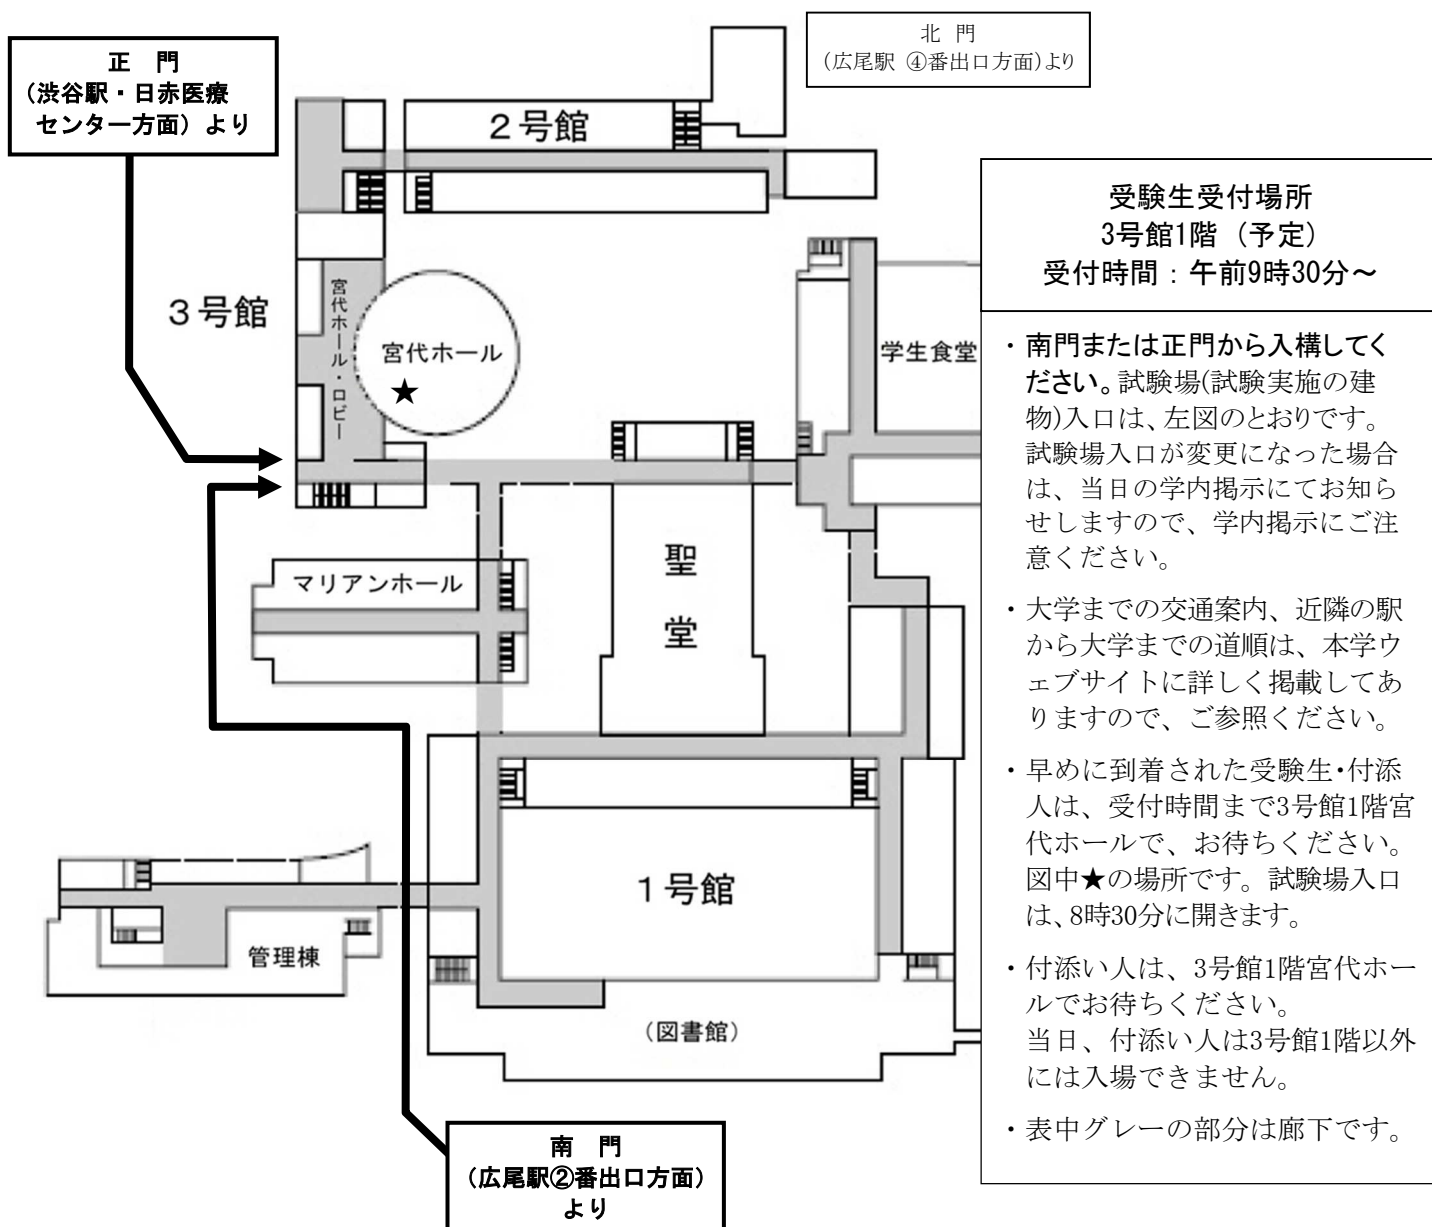 正　門
(渋谷駅・日赤医療
センター方面）より
北　門
(広尾駅 ④番出口方面)より
２号館
３号館
宮代ホール・ロビー
宮代ホール
★
学生食堂
マリアンホール
聖
堂
１号館
管理棟
（図書館）
南　門
(広尾駅②番出口方面）
より
受験生受付場所
3号館1階（予定）
受付時間：午前9時30分～
・南門または正門から入構してく
ださい。試験場(試験実施の建
物)入口は、左図のとおりです。
試験場入口が変更になった場合
は、当日の学内掲示にてお知ら
せしますので、学内掲示にご注
意ください。
・大学までの交通案内、近隣の駅
から大学までの道順は、本学ウ
ェブサイトに詳しく掲載してあ
りますので、ご参照ください。
・早めに到着された受験生・付添
人は、受付時間まで3号館1階宮
代ホールで、お待ちください。
図中★の場所です。試験場入口
は、8時30分に開きます。
・付添い人は、3号館1階宮代ホー
ルでお待ちください。
当日、付添い人は3号館1階以外
には入場できません。
・表中グレーの部分は廊下です。